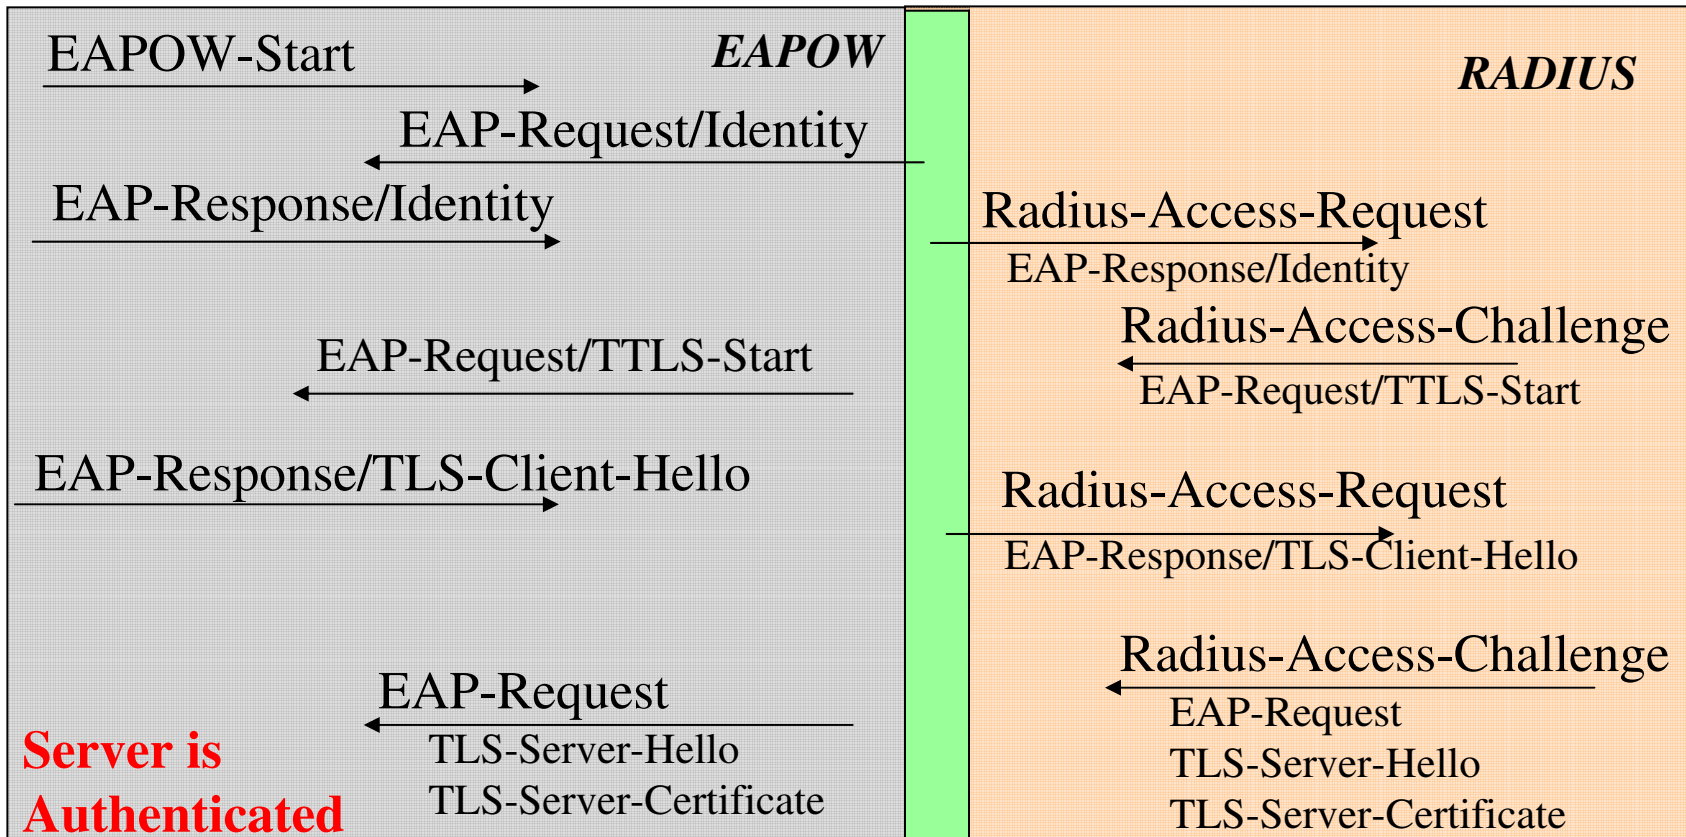 EAPOW-Start
EAPOW
RADIUS
EAP-Request/Identity
EAP-Response/Identity
Radius-Access-Request
EAP-Response/Identity
Radius-Access-Challenge
EAP-Request/TTLS-Start
EAP-Request/TTLS-Start
EAP-Response/TLS-Client-Hello
Radius-Access-Request
EAP-Response/TLS-Client-Hello
Radius-Access-Challenge
EAP-Request
EAP-Request
TLS-Server-Hello
TLS-Server-Certificate
TLS-Server-Hello
TLS-Server-Certificate
Server is
Authenticated